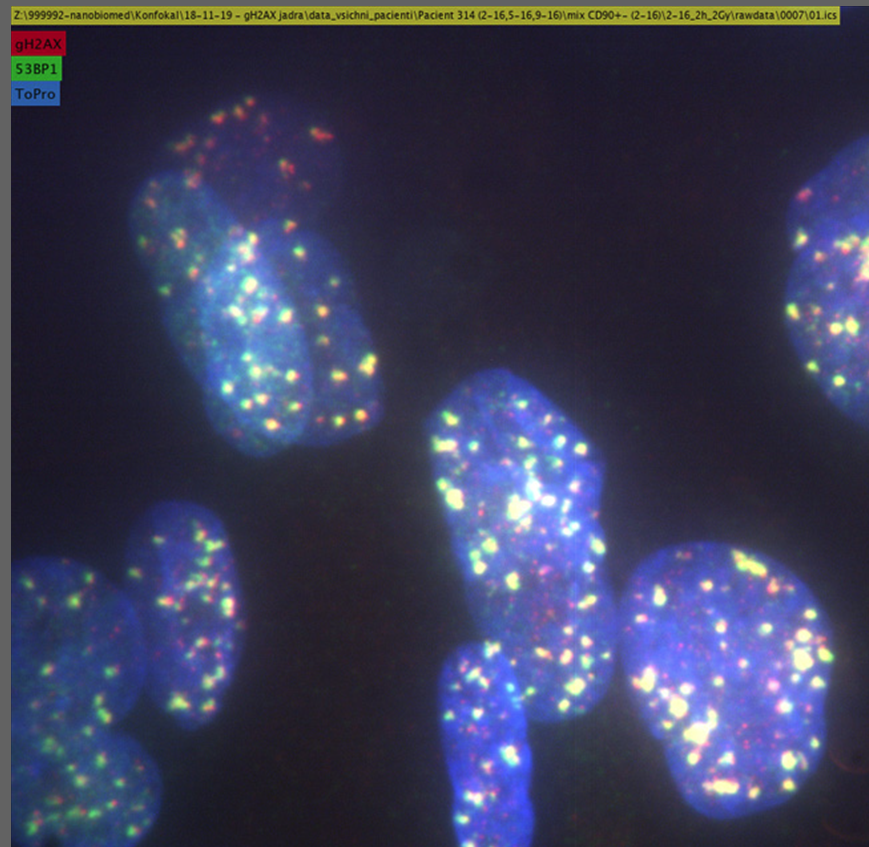 Z:\999992-nanobiomed\Konfokal\18-11-19 - gH2AX jadra\data_vsichni_pacienti\Pacient 314 (2-16,5-16,9-16)\mix CD90+- (2-16)\2-16_2h_2Gy\rawdata\0007\01.ics
gH2AX
53BP1
ToPro